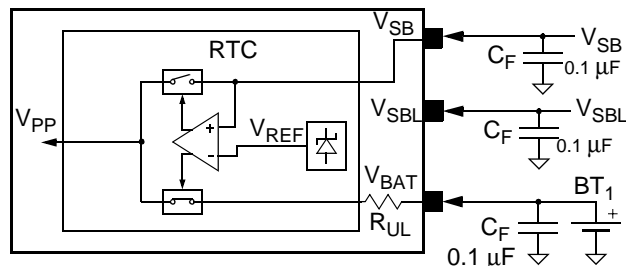 V_SB
RTC
V_SB
C_F
0.1 µF
V_SBL
V_PP
V_REF
+
-
V_SBL
C_F
0.1 µF
V_BAT
BT_1
R_UL
+
C_F
0.1 µF